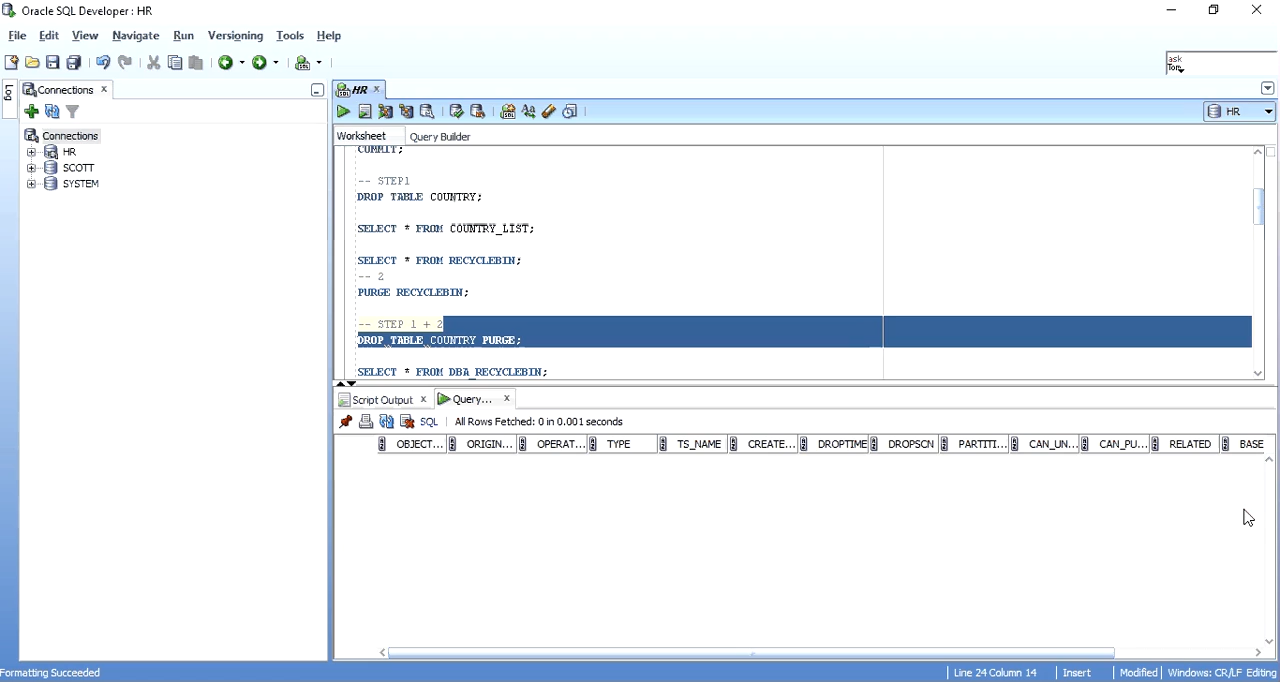 Oracle SQL Developer : HR
File Edit View Navigate Run Versioning Tools Help
ask
Tom
Log
Connections
HR
HR
Worksheet Query Builder
Connections
HR
SCOTT
SYSTEM
COMMIT;
-- STEP1
DROP TABLE COUNTRY;
SELECT * FROM COUNTRY_LIST;
SELECT * FROM RECYCLEBIN;
-- 2
PURGE RECYCLEBIN;
-- STEP 1 + 2
DROP TABLE COUNTRY PURGE;
SELECT * FROM DBA_RECYCLEBIN;
Script Output Query...
SQL All Rows Fetched: 0 in 0.001 seconds
OBJECT... ORIGIN... OPERAT... TYPE TS_NAME CREATE... DROPTIME DROPSCN PARTITI... CAN_UN... CAN_PU... RELATED BASE
Formatting Succeeded
Line 24 Column 14 Insert Modified Windows: CR/LF Editing